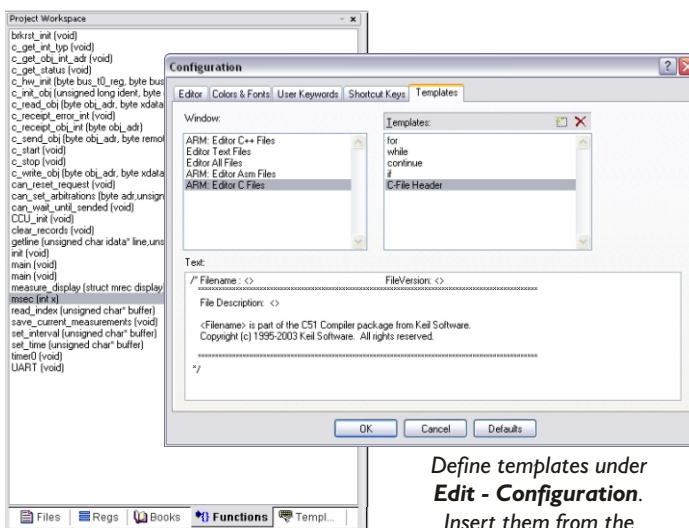 Project Workspace
brkrst_init (void)
c_get_int_typ (void)
c_get_obj_int_adr (void)
c_get_status (void)
c_hw_init (byte bus_t0_reg, byte bus
c_init_obj (unsigned long ident, byte
c_read_obj (byte obj_adr, byte xdata
c_receipt_error_int (void)
c_receipt_obj_int (byte obj_adr)
c_send_obj (byte obj_adr, byte remot
c_start (void)
c_stop (void)
c_write_obj (byte obj_adr, byte xdata
can_reset_request (void)
can_set_arbitrations (byte adr,unsign
can_wait_until_sended (void)
CCU_init (void)
clear_records (void)
getline (unsigned char idata* line,uns
init (void)
main (void)
main (void)
measure_display (struct mrec display)
msec (int x)
read_index (unsigned char* buffer)
save_current_measurements (void)
set_interval (unsigned char* buffer)
set_time (unsigned char* buffer)
timer0 (void)
UART (void)
Files Regs Books {} Functions Templ...
Configuration
Editor Colors & Fonts User Keywords Shortcut Keys Templates
Window:
ARM: Editor C++ Files
Editor Text Files
Editor All Files
ARM: Editor Asm Files
ARM: Editor C Files
Templates:
for
while
continue
if
C-File Header
Text:
/* Filename : <> FileVersion: <>
File Description: <>
<Filename> is part of the C51 Compiler package from Keil Software.
Copyright (c) 1995-2003 Keil Software. All rights reserved.
*/
OK Cancel Defaults
Define templates under
Edit - Configuration.
Insert them from the